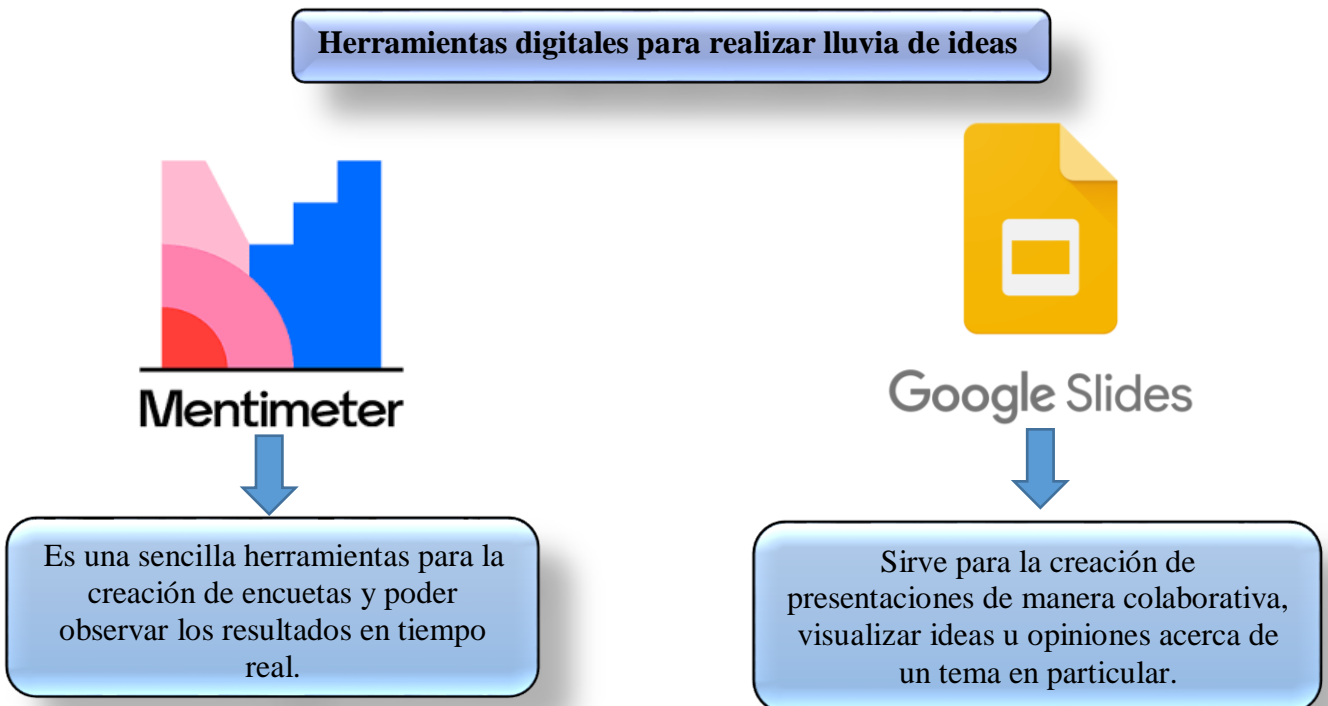 Herramientas digitales para realizar lluvia de ideas
Mentimeter
Google Slides
Es una sencilla herramientas para la
creación de encuetas y poder
observar los resultados en tiempo
real.
Sirve para la creación de
presentaciones de manera colaborativa,
visualizar ideas u opiniones acerca de
un tema en particular.